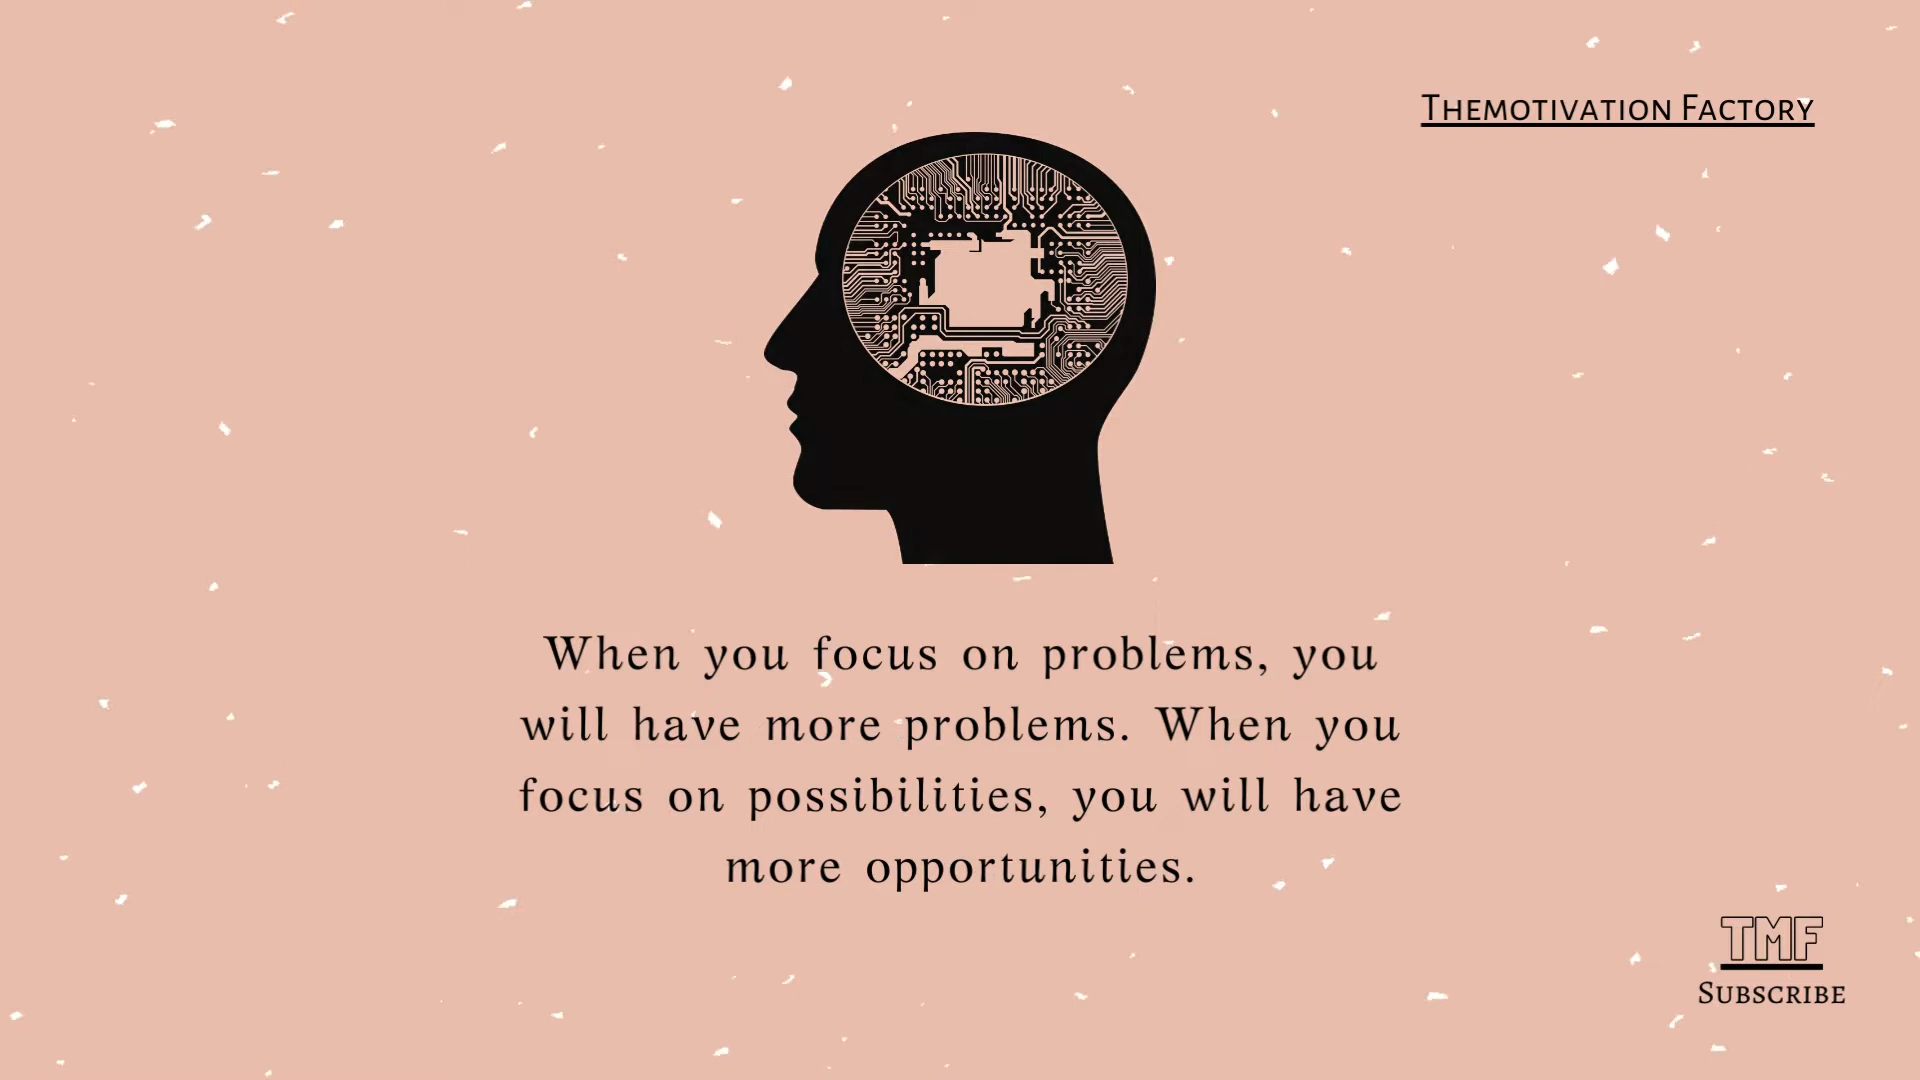 Themotivation Factory
When you focus on problems, you
will have more problems. When you
focus on possibilities, you will have
more opportunities.
TMF
Subscribe